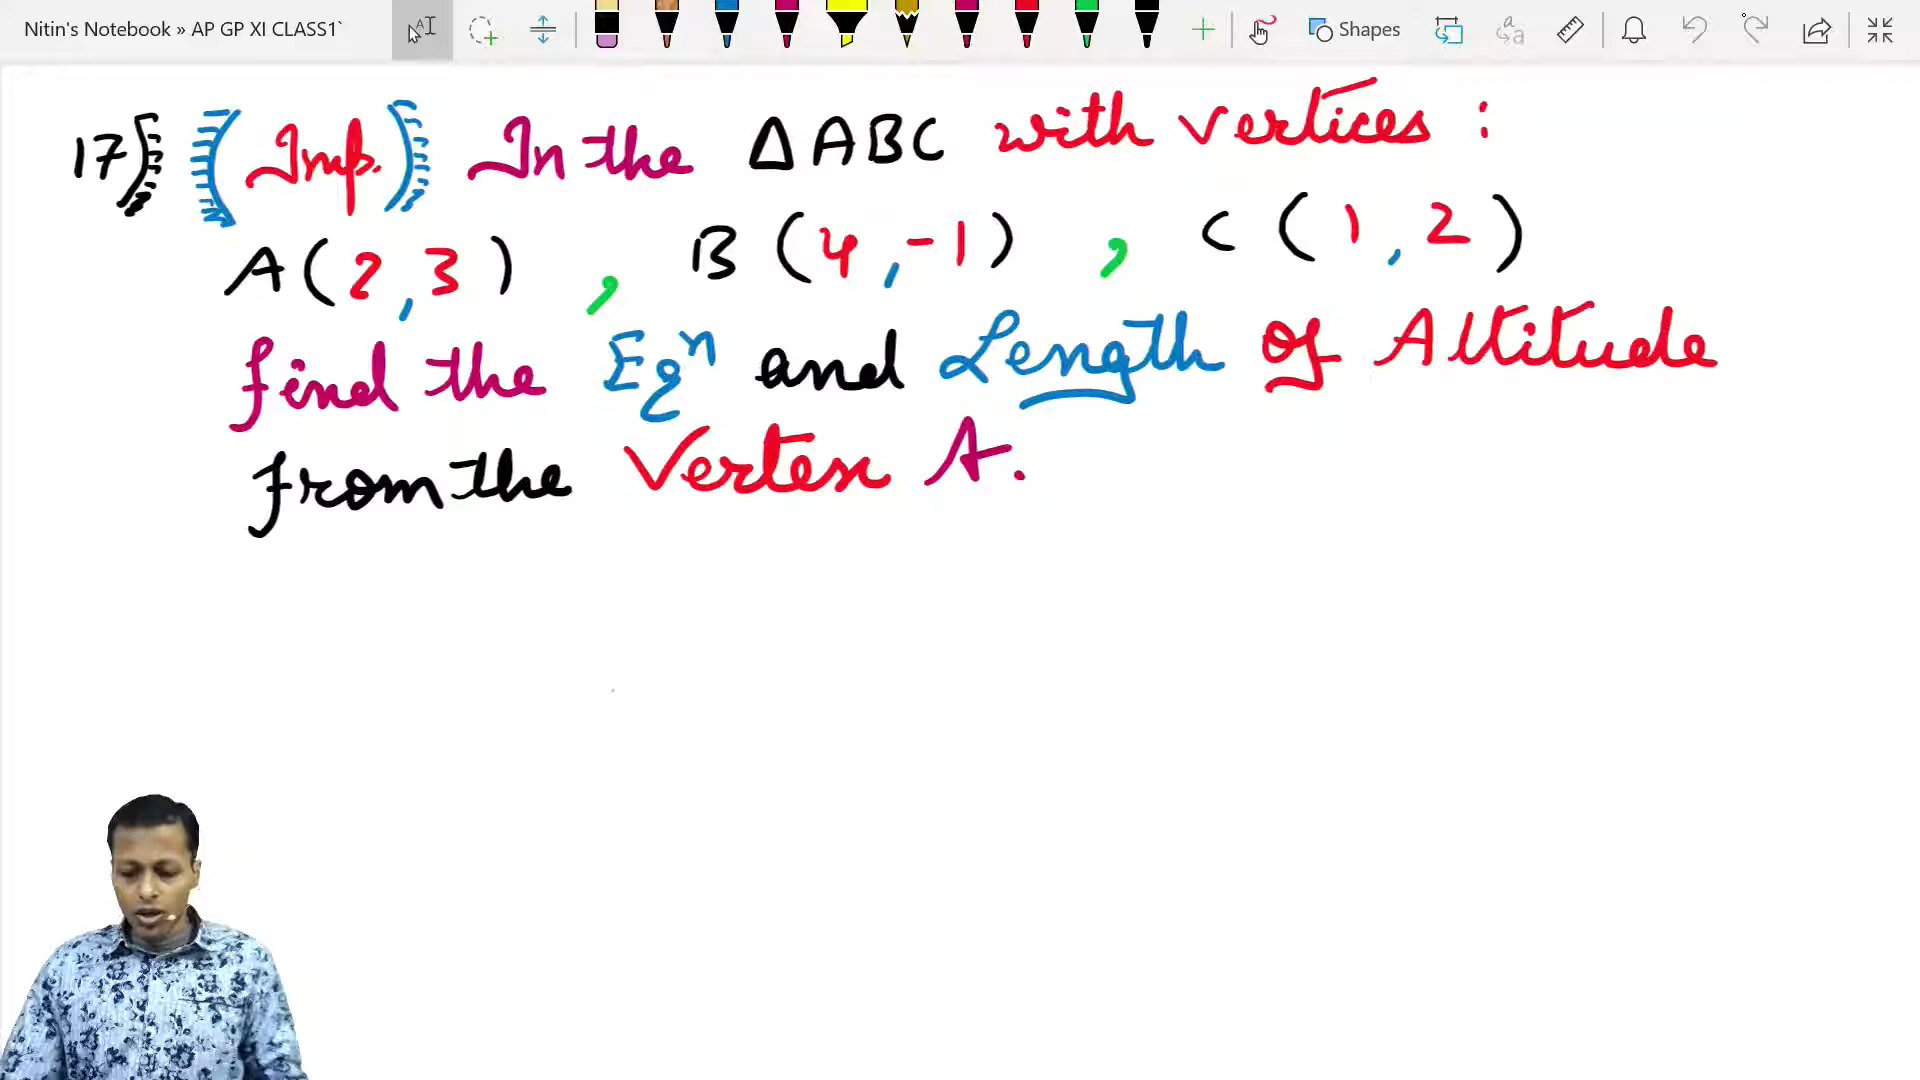 Nitin's Notebook » AP GP XI CLASS1` Shapes
17) (Imp.) In the ΔABC with vertices :
A(2,3) , B(4,-1) , C(1,2)
find the Eqⁿ and Length of Altitude
from the Vertex A.